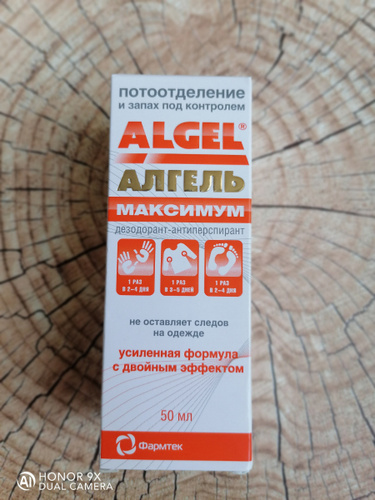 потоотделение
и запах под контролем
ALGEL®
АЛГЕЛЬ
МАКСИМУМ
дезодорант-антиперспирант
1 РАЗ
В 2-4 ДНЯ
1 РАЗ
В 3-5 ДНЕЙ
1 РАЗ
В 2-4 ДНЯ
не оставляет следов
на одежде
усиленная формула
с двойным эффектом
50 мл
Фармтек
AI HONOR 9X
DUAL CAMERA